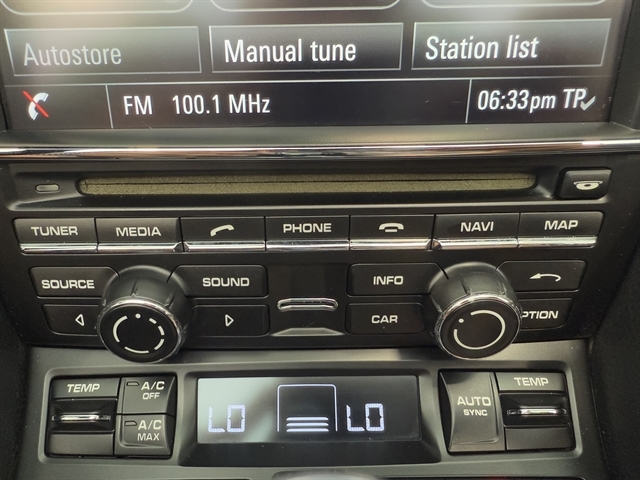 Autostore Manual tune Station list
FM 100.1 MHz 06:33pm TP
TUNER MEDIA PHONE NAVI MAP
SOURCE SOUND INFO
CAR OPTION
TEMP A/C OFF LO LO AUTO SYNC TEMP
A/C MAX